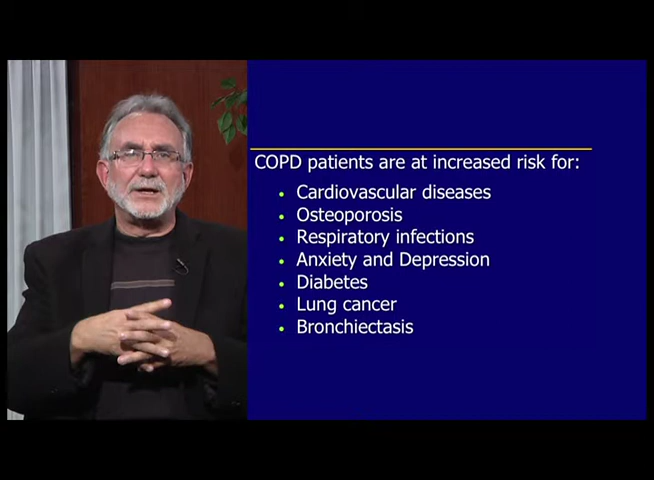 COPD patients are at increased risk for:
• Cardiovascular diseases
• Osteoporosis
• Respiratory infections
• Anxiety and Depression
• Diabetes
• Lung cancer
• Bronchiectasis